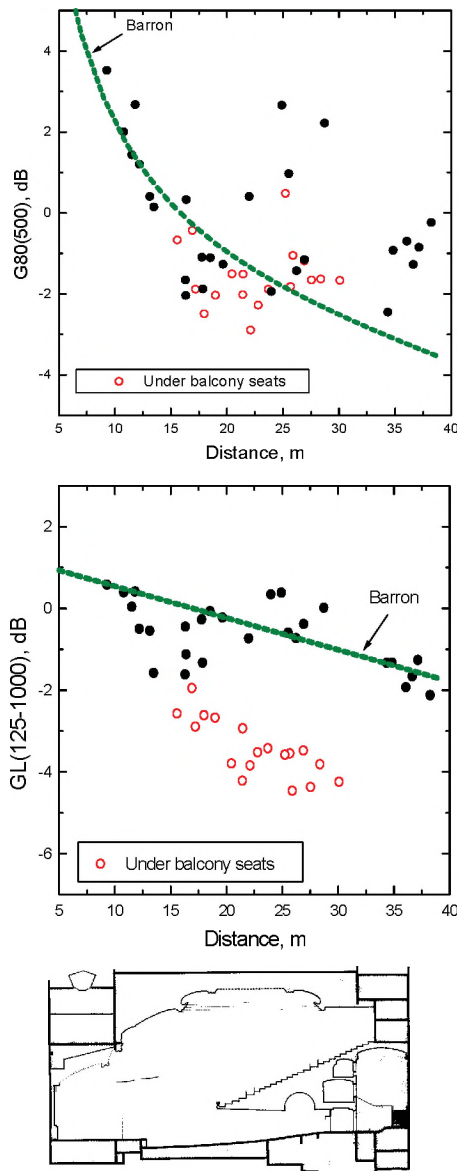 4
2
0
-2
-4
G80(500), dB
Barron
Under balcony seats
5 10 15 20 25 30 35 40
Distance, m
2
0
-2
-4
-6
GL(125-1000), dB
Barron
Under balcony seats
5 10 15 20 25 30 35 40
Distance, m